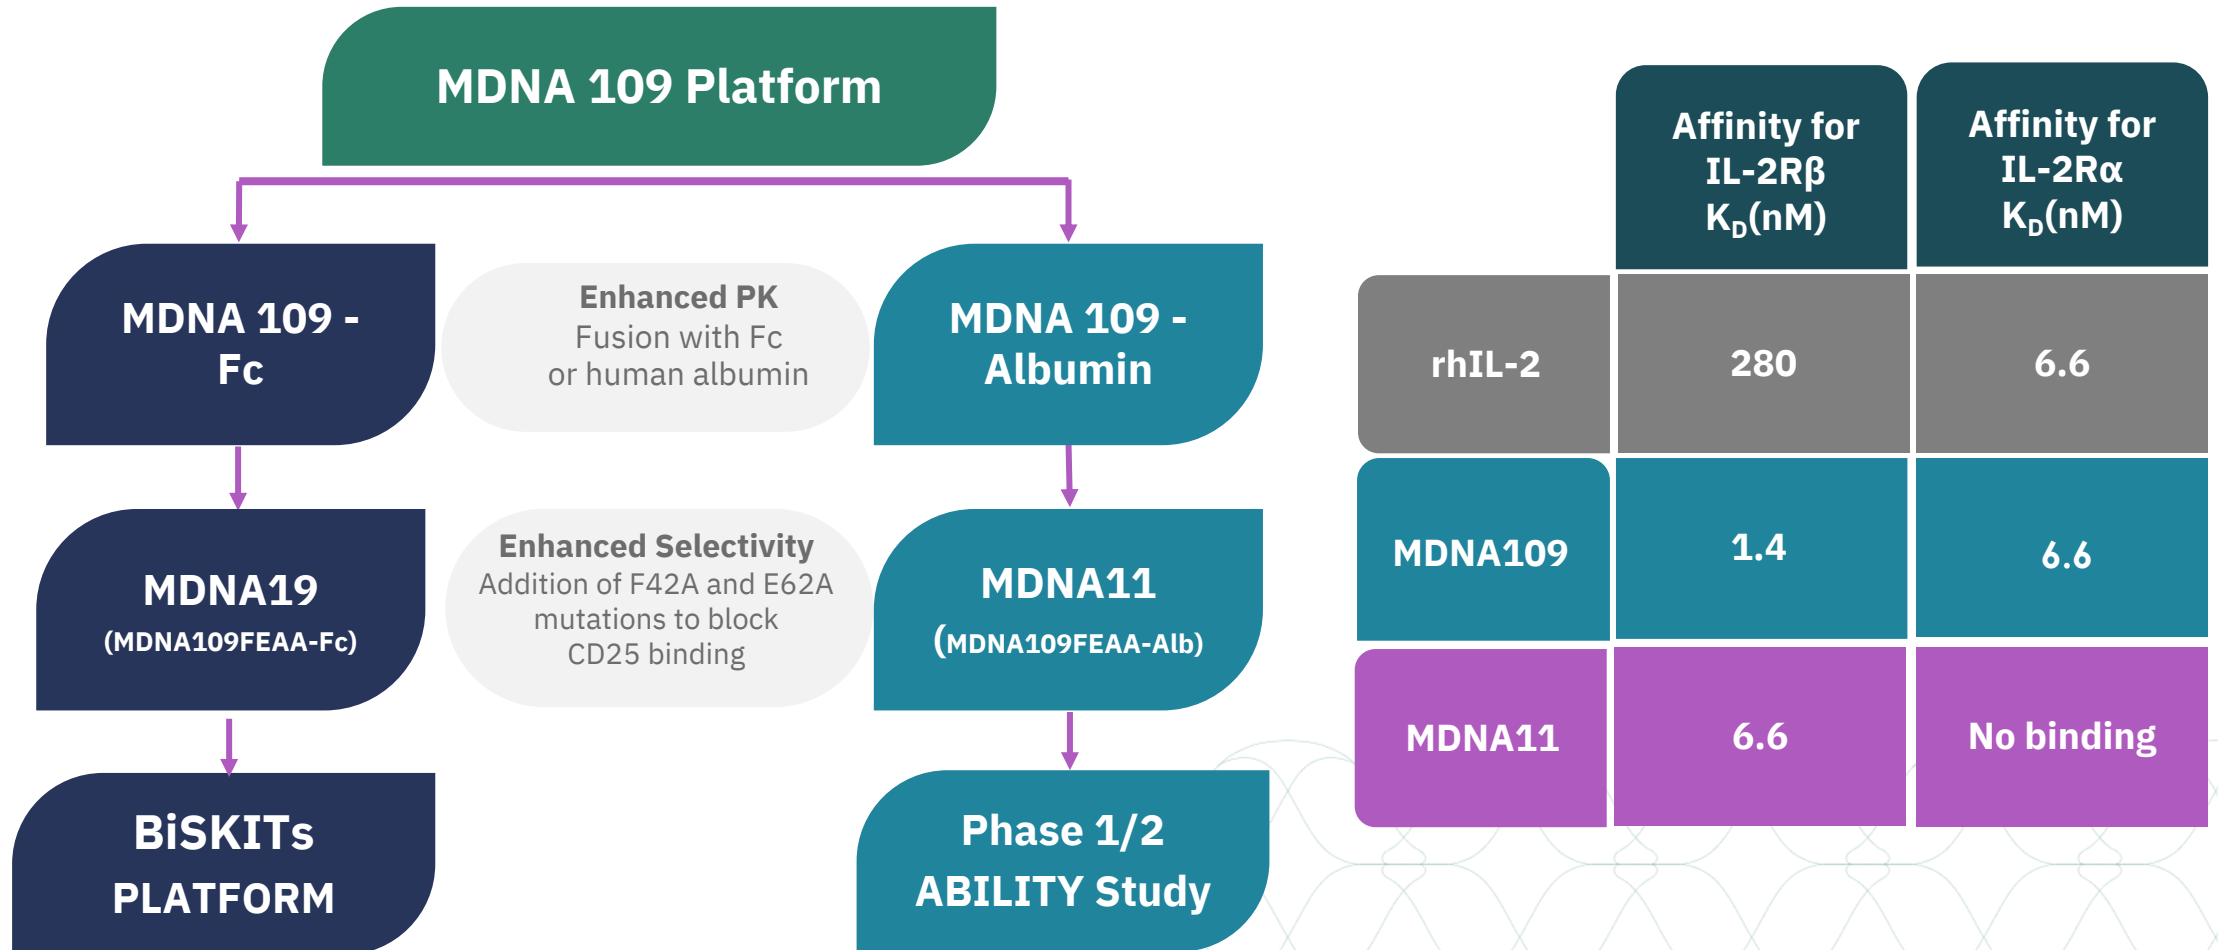 MDNA 109 Platform
MDNA 109 -
Fc
Enhanced PK
Fusion with Fc
or human albumin
MDNA 109 -
Albumin
MDNA19
(MDNA109FEAA-Fc)
Enhanced Selectivity
Addition of F42A and E62A
mutations to block
CD25 binding
MDNA11
(MDNA109FEAA-Alb)
BiSKITs
PLATFORM
Phase 1/2
ABILITY Study
Affinity for
IL-2Rβ
K_D(nM)
Affinity for
IL-2Rα
K_D(nM)
rhIL-2
280
6.6
MDNA109
1.4
6.6
MDNA11
6.6
No binding